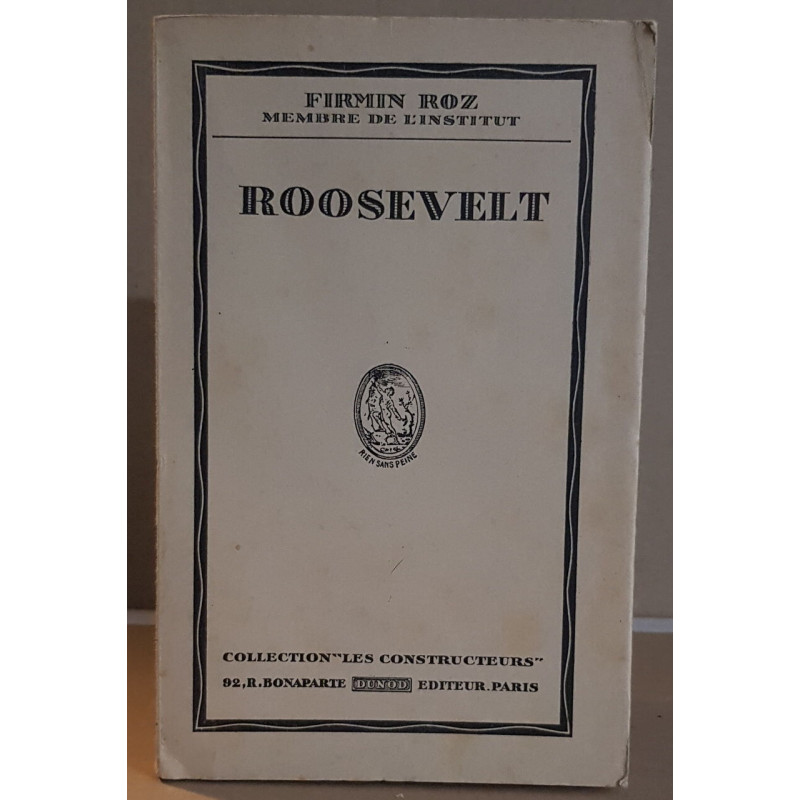 FIRMIN ROZ
MEMBRE DE L'INSTITUT
ROOSEVELT
RIEN SANS PEINE
COLLECTION "LES CONSTRUCTEURS"
92, R. BONAPARTE DUNOD EDITEUR. PARIS